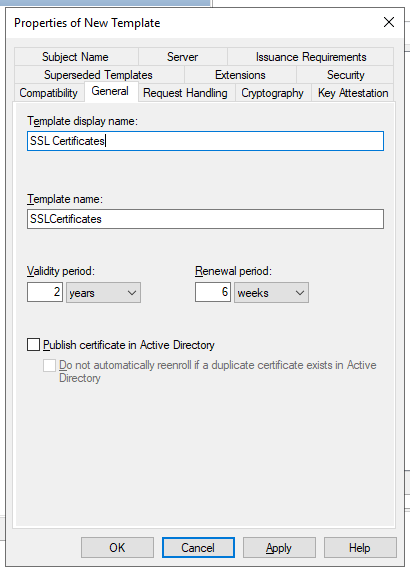 Properties of New Template
Subject Name Server Issuance Requirements
Superseded Templates Extensions Security
Compatibility General Request Handling Cryptography Key Attestation
Template display name:
SSL Certificates
Template name:
SSLCertificates
Validity period: Renewal period:
2 years 6 weeks
Publish certificate in Active Directory
Do not automatically reenroll if a duplicate certificate exists in Active
Directory
OK Cancel Apply Help